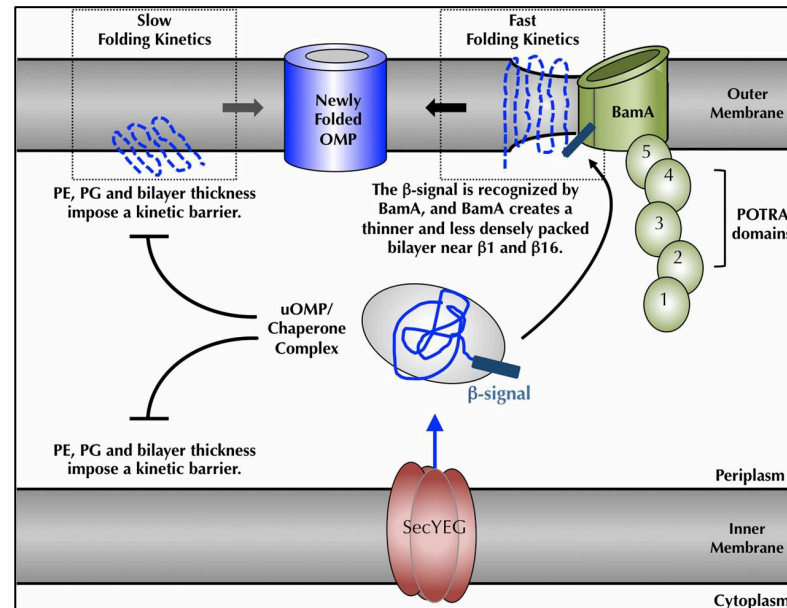 Slow
Folding Kinetics
Fast
Folding Kinetics
Newly
Folded
OMP
BamA
Outer
Membrane
5
4
3
2
1
POTRA
domains
PE, PG and bilayer thickness
impose a kinetic barrier.
The β-signal is recognized by
BamA, and BamA creates a
thinner and less densely packed
bilayer near β1 and β16.
uOMP/
Chaperone
Complex
β-signal
PE, PG and bilayer thickness
impose a kinetic barrier.
Periplasm
SecYEG
Inner
Membrane
Cytoplasm